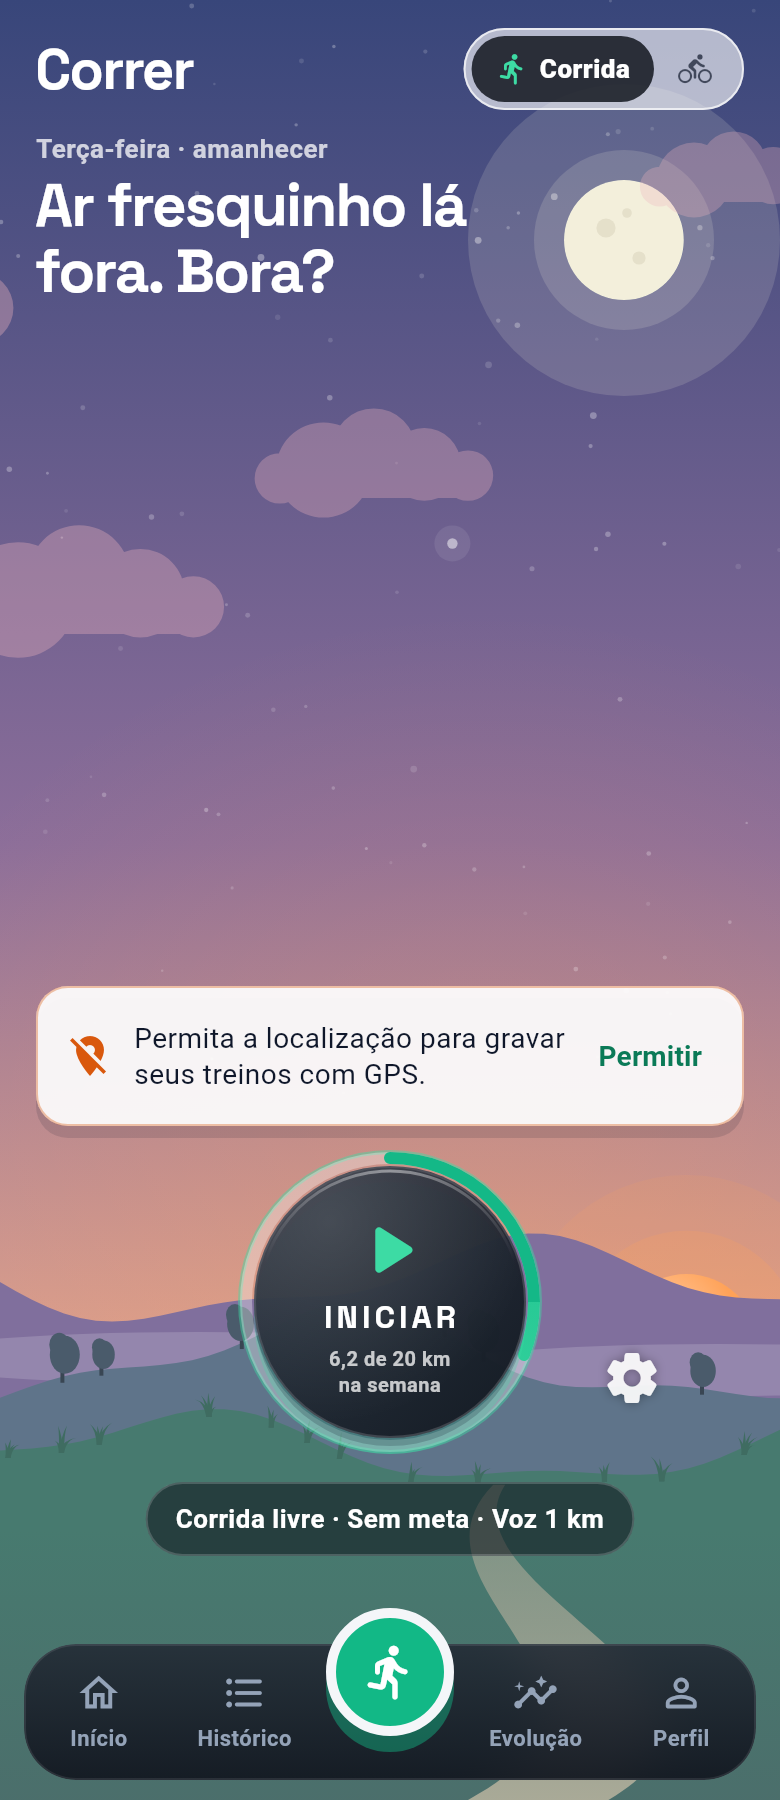 Correr
Corrida
Terça-feira · amanhecer
Ar fresquinho lá
fora. Bora?
Permita a localização para gravar
seus treinos com GPS.
Permitir
INICIAR
6,2 de 20 km
na semana
Corrida livre · Sem meta · Voz 1 km
Início
Histórico
Evolução
Perfil